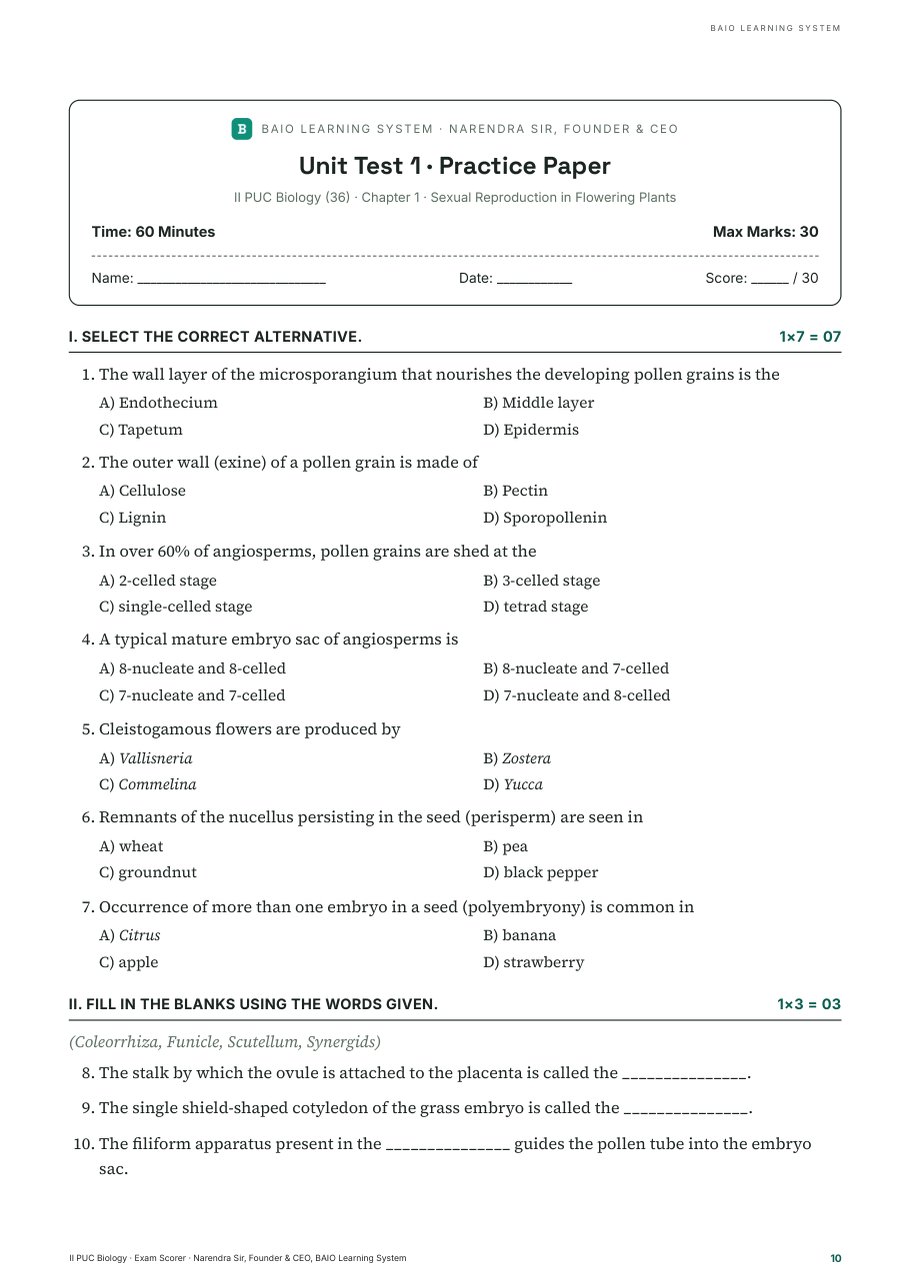 BAIO LEARNING SYSTEM
B BAIO LEARNING SYSTEM · NARENDRA SIR, FOUNDER & CEO
Unit Test 1 · Practice Paper
II PUC Biology (36) · Chapter 1 · Sexual Reproduction in Flowering Plants
Time: 60 Minutes Max Marks: 30
Name: _________________________ Date: __________ Score: _____ / 30
I. SELECT THE CORRECT ALTERNATIVE. 1×7 = 07
1. The wall layer of the microsporangium that nourishes the developing pollen grains is the
A) Endothecium B) Middle layer
C) Tapetum D) Epidermis
2. The outer wall (exine) of a pollen grain is made of
A) Cellulose B) Pectin
C) Lignin D) Sporopollenin
3. In over 60% of angiosperms, pollen grains are shed at the
A) 2-celled stage B) 3-celled stage
C) single-celled stage D) tetrad stage
4. A typical mature embryo sac of angiosperms is
A) 8-nucleate and 8-celled B) 8-nucleate and 7-celled
C) 7-nucleate and 7-celled D) 7-nucleate and 8-celled
5. Cleistogamous flowers are produced by
A) Vallisneria B) Zostera
C) Commelina D) Yucca
6. Remnants of the nucellus persisting in the seed (perisperm) are seen in
A) wheat B) pea
C) groundnut D) black pepper
7. Occurrence of more than one embryo in a seed (polyembryony) is common in
A) Citrus B) banana
C) apple D) strawberry
II. FILL IN THE BLANKS USING THE WORDS GIVEN. 1×3 = 03
(Coleorrhiza, Funicle, Scutellum, Synergids)
8. The stalk by which the ovule is attached to the placenta is called the _______________.
9. The single shield-shaped cotyledon of the grass embryo is called the _______________.
10. The filiform apparatus present in the _______________ guides the pollen tube into the embryo
sac.
II PUC Biology · Exam Scorer · Narendra Sir, Founder & CEO, BAIO Learning System 10